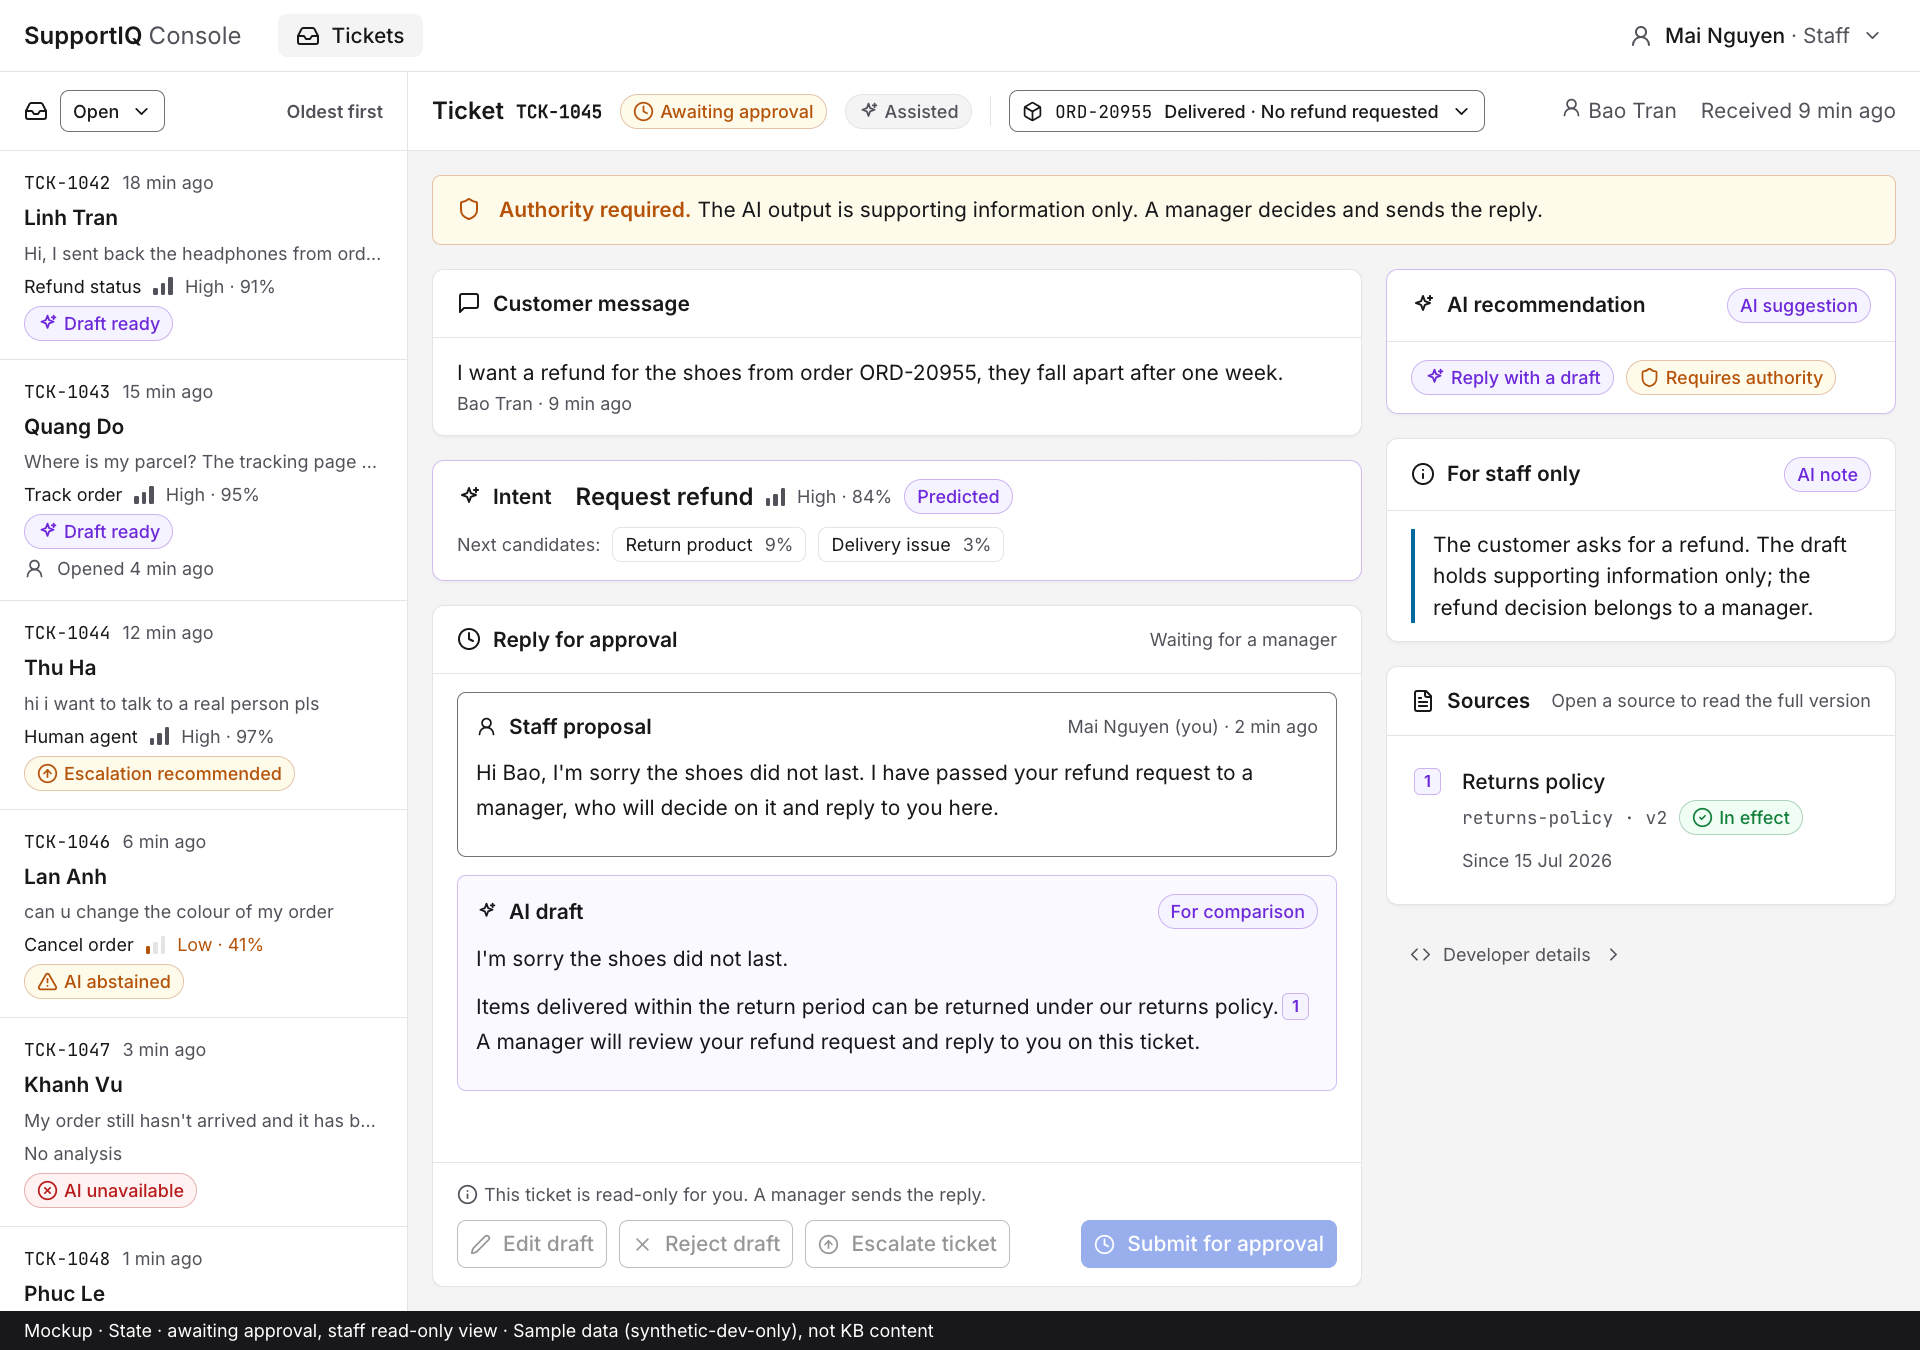 SupportIQ Console
Tickets
Mai Nguyen · Staff
Open
Oldest first
TCK-1042 18 min ago
Linh Tran
Hi, I sent back the headphones from ord...
Refund status High · 91%
Draft ready
TCK-1043 15 min ago
Quang Do
Where is my parcel? The tracking page ...
Track order High · 95%
Draft ready
Opened 4 min ago
TCK-1044 12 min ago
Thu Ha
hi i want to talk to a real person pls
Human agent High · 97%
Escalation recommended
TCK-1046 6 min ago
Lan Anh
can u change the colour of my order
Cancel order Low · 41%
AI abstained
TCK-1047 3 min ago
Khanh Vu
My order still hasn't arrived and it has b...
No analysis
AI unavailable
TCK-1048 1 min ago
Phuc Le
Ticket TCK-1045 Awaiting approval Assisted ORD-20955 Delivered · No refund requested Bao Tran Received 9 min ago
Authority required. The AI output is supporting information only. A manager decides and sends the reply.
Customer message
I want a refund for the shoes from order ORD-20955, they fall apart after one week.
Bao Tran · 9 min ago
Intent Request refund High · 84% Predicted
Next candidates: Return product 9% Delivery issue 3%
Reply for approval Waiting for a manager
Staff proposal Mai Nguyen (you) · 2 min ago
Hi Bao, I'm sorry the shoes did not last. I have passed your refund request to a
manager, who will decide on it and reply to you here.
AI draft For comparison
I'm sorry the shoes did not last.
Items delivered within the return period can be returned under our returns policy. 1
A manager will review your refund request and reply to you on this ticket.
This ticket is read-only for you. A manager sends the reply.
Edit draft Reject draft Escalate ticket Submit for approval
AI recommendation AI suggestion
Reply with a draft Requires authority
For staff only AI note
The customer asks for a refund. The draft
holds supporting information only; the
refund decision belongs to a manager.
Sources Open a source to read the full version
1 Returns policy
returns-policy · v2 In effect
Since 15 Jul 2026
Developer details
Mockup · State · awaiting approval, staff read-only view · Sample data (synthetic-dev-only), not KB content